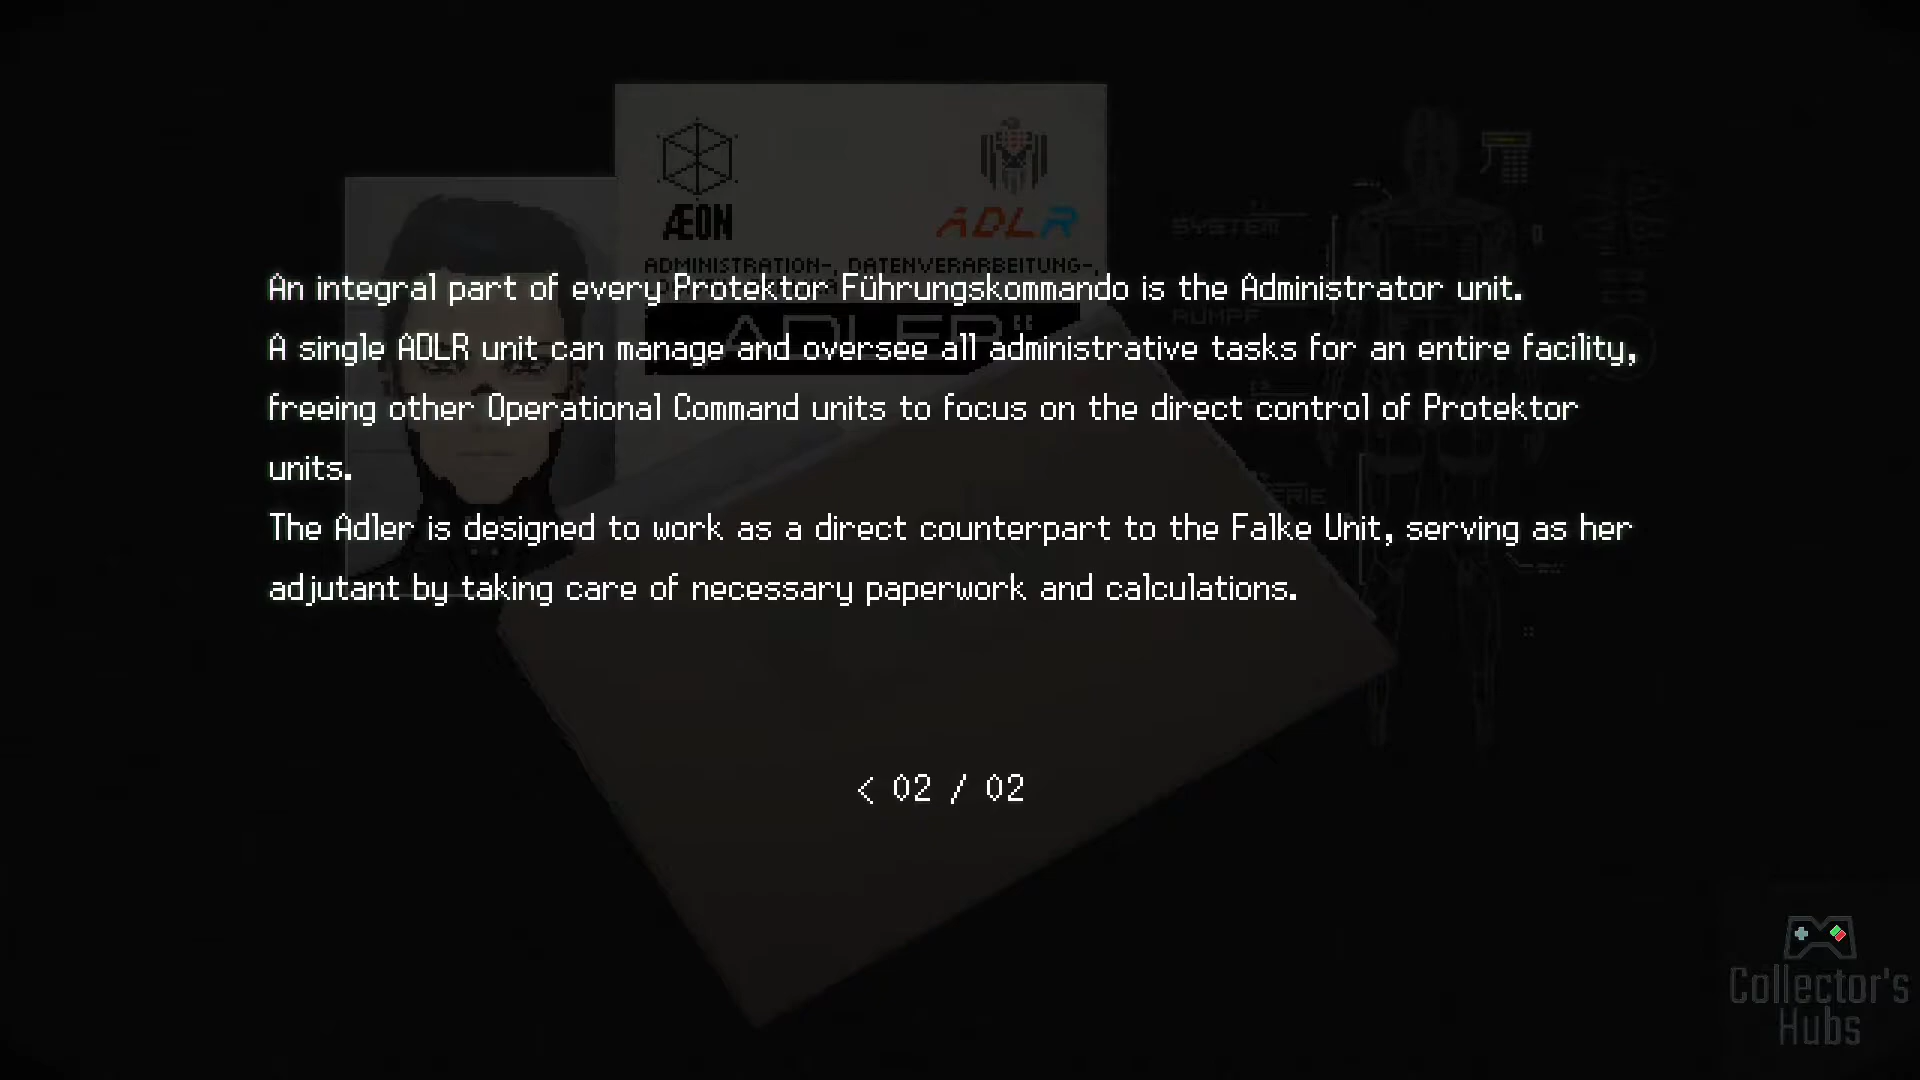 ÆON
ADLR
ADMINISTRATION-, DATENVERARBEITUNG-,
SYSTEM
An integral part of every Protektor Führungskommando is the Administrator unit.
RUMPF
ADLER"
A single ADLR unit can manage and oversee all administrative tasks for an entire facility,
freeing other Operational Command units to focus on the direct control of Protektor
units.
The Adler is designed to work as a direct counterpart to the Falke Unit, serving as her
adjutant by taking care of necessary paperwork and calculations.
< 02 / 02
Collector's
Hubs